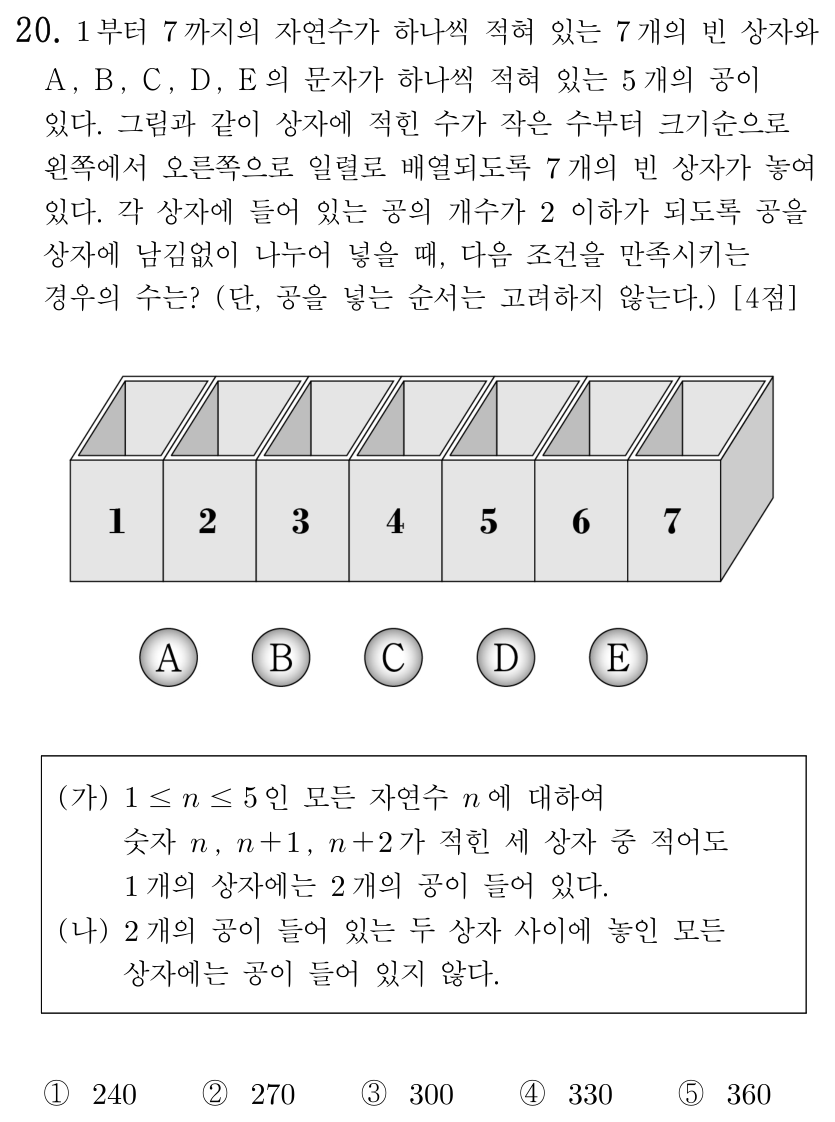 20. 1부터 7까지의 자연수가 하나씩 적혀 있는 7개의 빈 상자와
A, B, C, D, E의 문자가 하나씩 적혀 있는 5개의 공이
있다. 그림과 같이 상자에 적힌 수가 작은 수부터 크기순으로
왼쪽에서 오른쪽으로 일렬로 배열되도록 7개의 빈 상자가 놓여
있다. 각 상자에 들어 있는 공의 개수가 2 이하가 되도록 공을
상자에 남김없이 나누어 넣을 때, 다음 조건을 만족시키는
경우의 수는? (단, 공을 넣는 순서는 고려하지 않는다.) [4점]
1 2 3 4 5 6 7
A B C D E
(가) 1 ≤ n ≤ 5인 모든 자연수 n에 대하여
숫자 n, n+1, n+2가 적힌 세 상자 중 적어도
1개의 상자에는 2개의 공이 들어 있다.
(나) 2개의 공이 들어 있는 두 상자 사이에 놓인 모든
상자에는 공이 들어 있지 않다.
① 240 ② 270 ③ 300 ④ 330 ⑤ 360